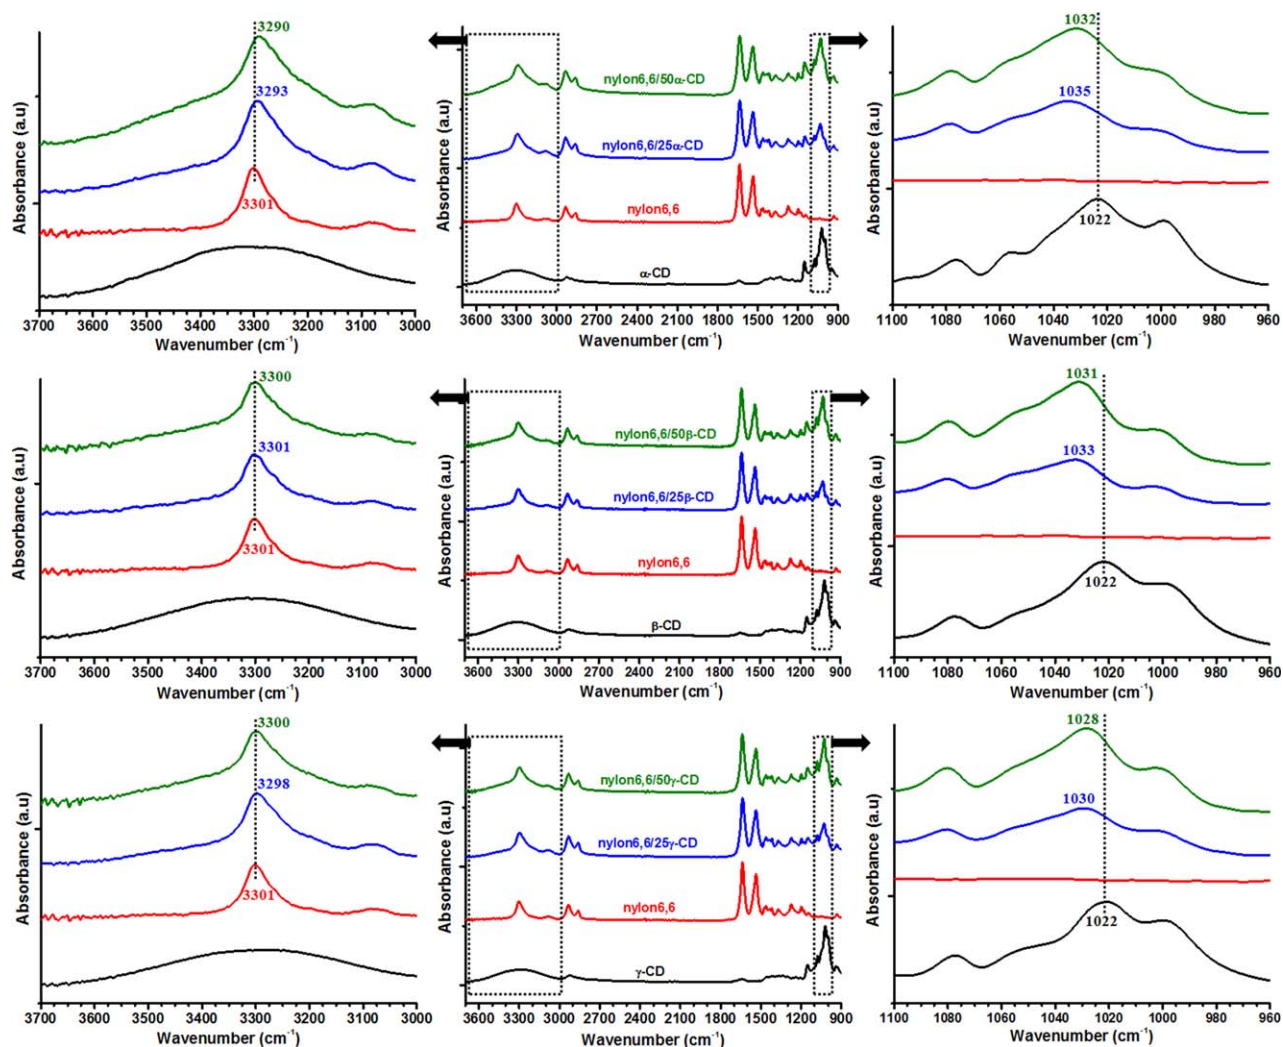 3290
3293
3301
Absorbance (a.u)
3700 3600 3500 3400 3300 3200 3100 3000
Wavenumber (cm⁻¹)
nylon6,6/50α-CD
nylon6,6/25α-CD
nylon6,6
α-CD
Absorbance (a.u)
3600 3300 3000 2700 2400 2100 1800 1500 1200 900
Wavenumber (cm⁻¹)
1032
1035
1022
Absorbance (a.u)
1100 1080 1060 1040 1020 1000 980 960
Wavenumber (cm⁻¹)
3300
3301
3301
Absorbance (a.u)
3700 3600 3500 3400 3300 3200 3100 3000
Wavenumber (cm⁻¹)
nylon6,6/50β-CD
nylon6,6/25β-CD
nylon6,6
β-CD
Absorbance (a.u)
3600 3300 3000 2700 2400 2100 1800 1500 1200 900
Wavenumber (cm⁻¹)
1031
1033
1022
Absorbance (a.u)
1100 1080 1060 1040 1020 1000 980 960
Wavenumber (cm⁻¹)
3300
3298
3301
Absorbance (a.u)
3700 3600 3500 3400 3300 3200 3100 3000
Wavenumber (cm⁻¹)
nylon6,6/50γ-CD
nylon6,6/25γ-CD
nylon6,6
γ-CD
Absorbance (a.u)
3600 3300 3000 2700 2400 2100 1800 1500 1200 900
Wavenumber (cm⁻¹)
1028
1030
1022
Absorbance (a.u)
1100 1080 1060 1040 1020 1000 980 960
Wavenumber (cm⁻¹)